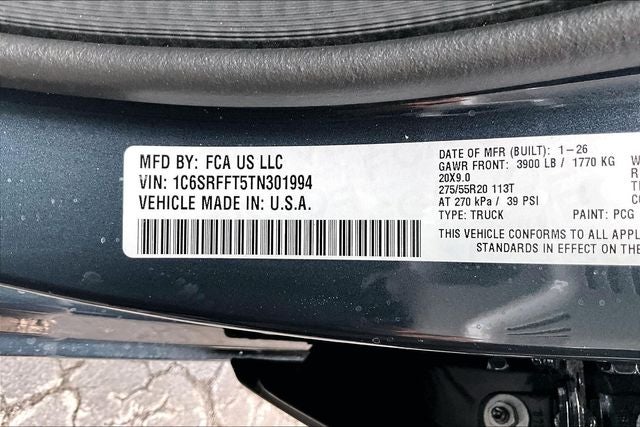 MFD BY: FCA US LLC
VIN: 1C6SRFFT5TN301994
VEHICLE MADE IN: U.S.A.
DATE OF MFR (BUILT): 1-26
GAWR FRONT: 3900 LB / 1770 KG W
20X9.0 R
275/55R20 113T T
AT 270 kPa / 39 PSI
TYPE: TRUCK PAINT: PCG
THIS VEHICLE CONFORMS TO ALL APPL
STANDARDS IN EFFECT ON THE